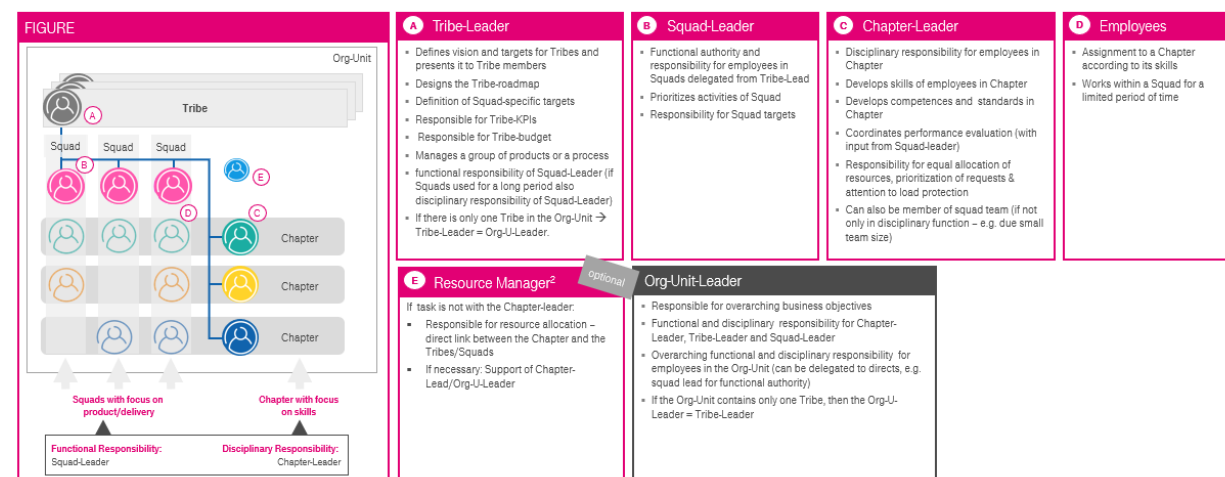 FIGURE
Org-Unit
Tribe
A
Squad
Squad
Squad
B
E
D
C
Chapter
Chapter
Chapter
Squads with focus on
product/delivery
Chapter with focus
on skills
Functional Responsibility:
Squad-Leader
Disciplinary Responsibility:
Chapter-Leader
A Tribe-Leader
▪ Defines vision and targets for Tribes and
presents it to Tribe members
▪ Designs the Tribe-roadmap
▪ Definition of Squad-specific targets
▪ Responsible for Tribe-KPIs
▪ Responsible for Tribe-budget
▪ Manages a group of products or a process
▪ functional responsibility of Squad-Leader (if
Squads used for a long period also
disciplinary responsibility of Squad-Leader)
▪ If there is only one Tribe in the Org-Unit →
Tribe-Leader = Org-U-Leader.
B Squad-Leader
▪ Functional authority and
responsibility for employees in
Squads delegated from Tribe-Lead
▪ Prioritizes activities of Squad
▪ Responsibility for Squad targets
C Chapter-Leader
▪ Disciplinary responsibility for employees in
Chapter
▪ Develops skills of employees in Chapter
▪ Develops competences and standards in
Chapter
▪ Coordinates performance evaluation (with
input from Squad-leader)
▪ Responsibility for equal allocation of
resources, prioritization of requests &
attention to load protection
▪ Can also be member of squad team (if not
only in disciplinary function – e.g. due small
team size)
D Employees
▪ Assignment to a Chapter
according to its skills
▪ Works within a Squad for a
limited period of time
E Resource Manager²
If task is not with the Chapter-leader:
▪ Responsible for resource allocation –
direct link between the Chapter and the
Tribes/Squads
▪ If necessary: Support of Chapter-
Lead/Org-U-Leader
optional
Org-Unit-Leader
▪ Responsible for overarching business objectives
▪ Functional and disciplinary responsibility for Chapter-
Leader, Tribe-Leader and Squad-Leader
▪ Overarching functional and disciplinary responsibility for
employees in the Org-Unit (can be delegated to directs, e.g.
squad lead for functional authority)
▪ If the Org-Unit contains only one Tribe, then the Org-U-
Leader = Tribe-Leader